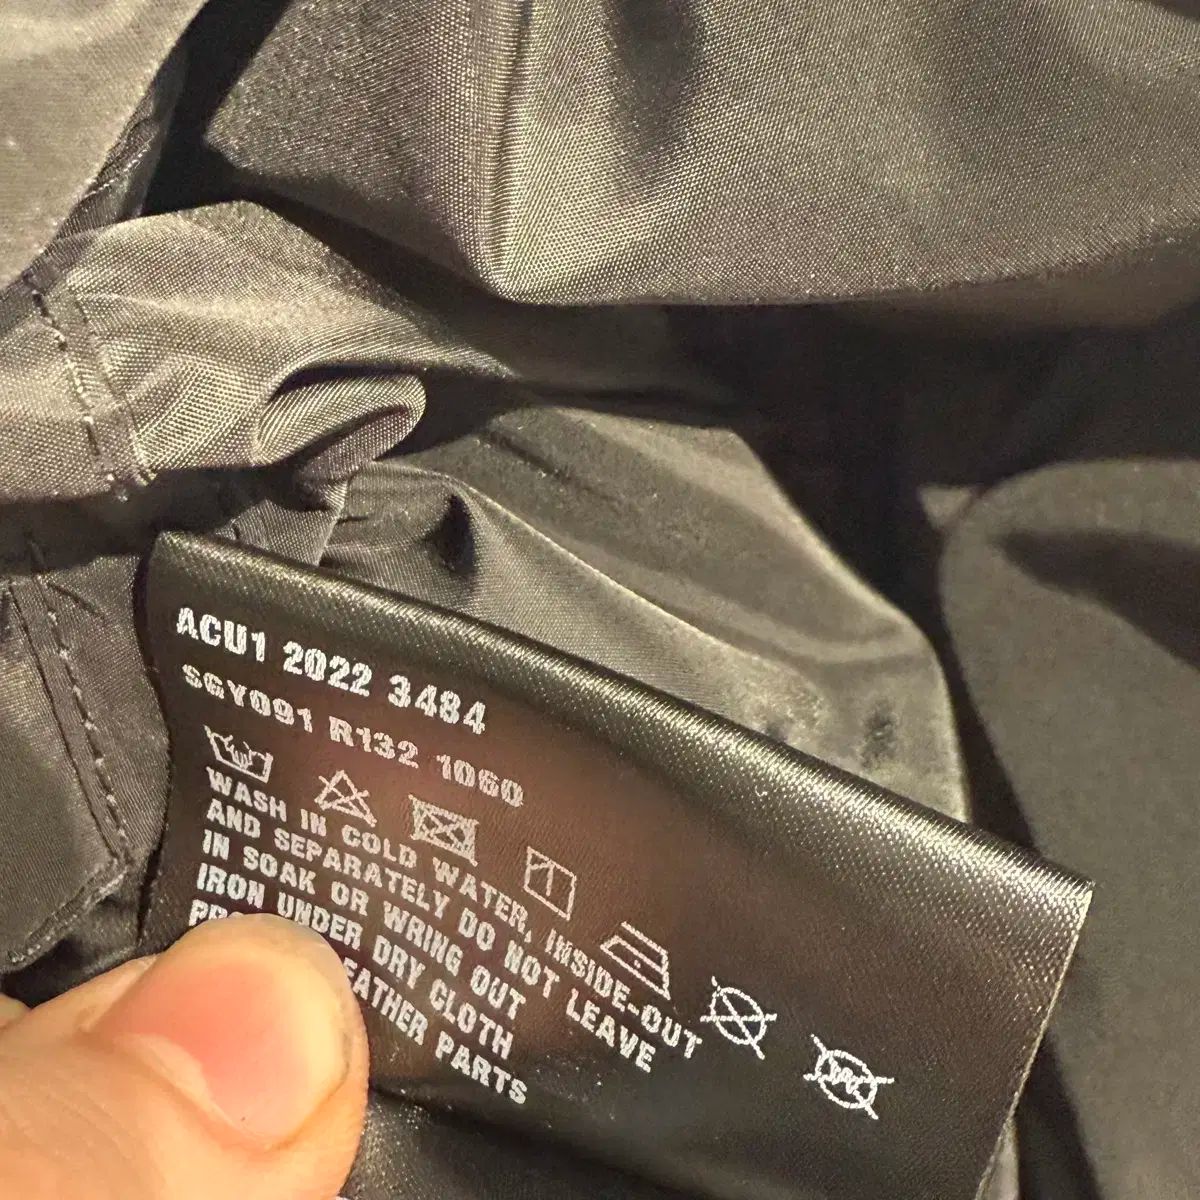 ACU1 2022 3484
SGY091 R132 1060
WASH IN COLD WATER, INSIDE-OUT
AND SEPARATELY DO NOT LEAVE
IN SOAK OR WRING OUT
IRON UNDER DRY CLOTH
PARTS